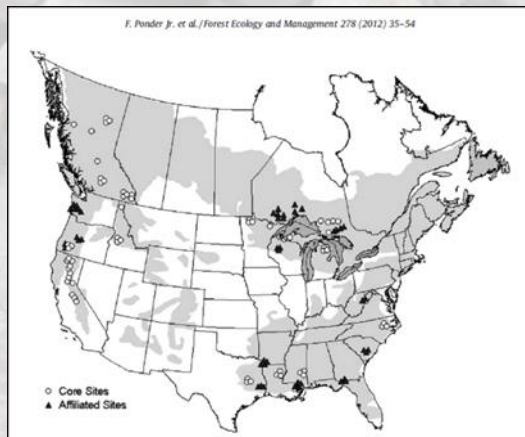 F. Ponder Jr. et al./Forest Ecology and Management 278 (2012) 35–54
Core Sites
Affiliated Sites